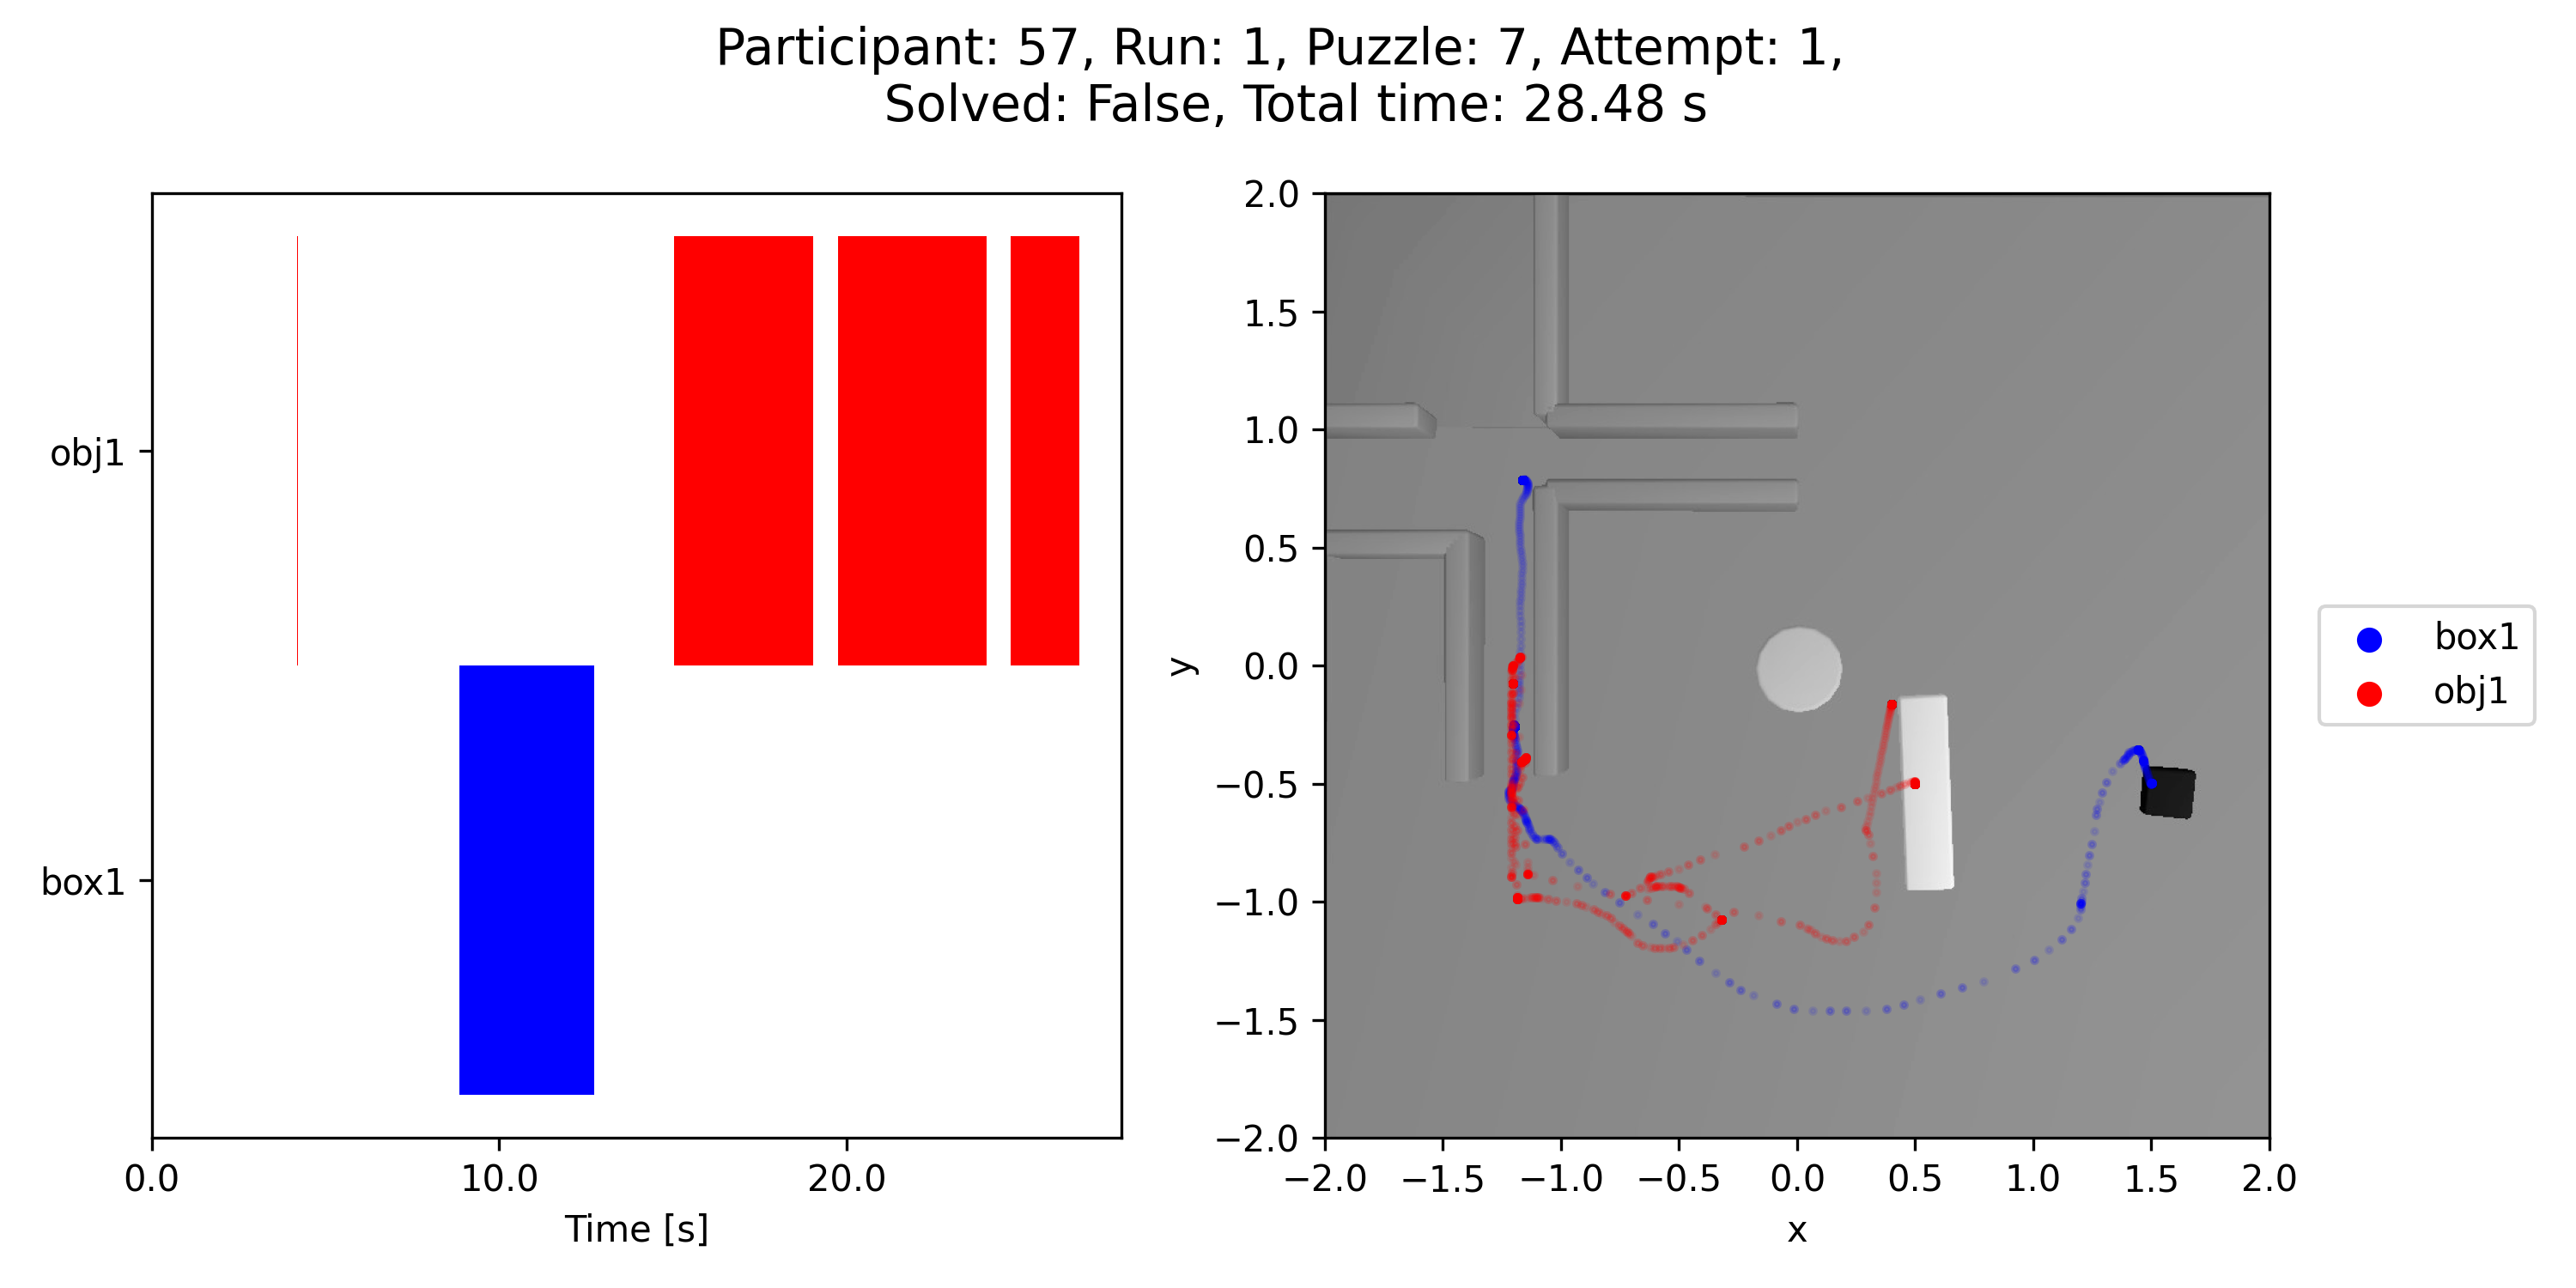 Participant: 57, Run: 1, Puzzle: 7, Attempt: 1,
Solved: False, Total time: 28.48 s
obj1
box1
0.0 10.0 20.0
Time [s]
2.0
1.5
1.0
0.5
0.0
−0.5
−1.0
−1.5
−2.0
y
−2.0 −1.5 −1.0 −0.5 0.0 0.5 1.0 1.5 2.0
x
box1
obj1